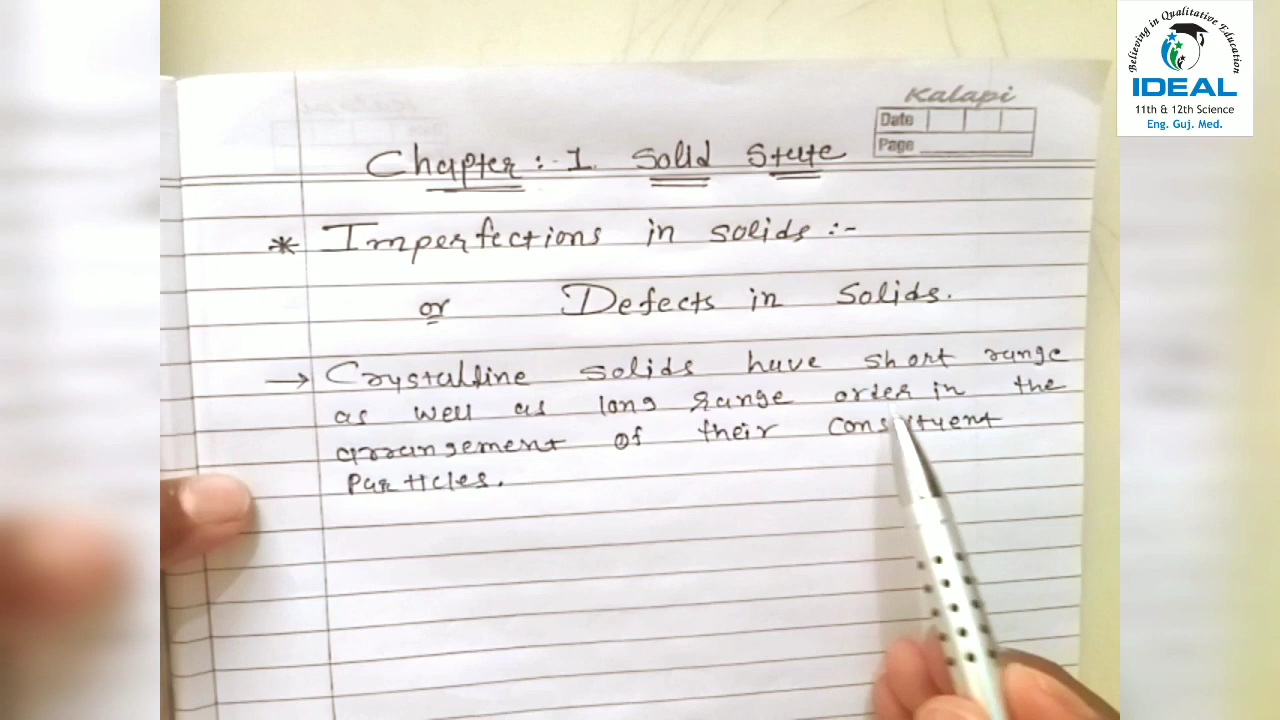 Believing in Qualitative Education
IDEAL
11th & 12th Science
Eng. Guj. Med.
Kalapi
Date
Page
Chapter :- 1. Solid State
* Imperfections in solids :-
or Defects in Solids.
→ Crystalline solids have short range
as well as long range order in the
arrangement of their constituent
Particles.